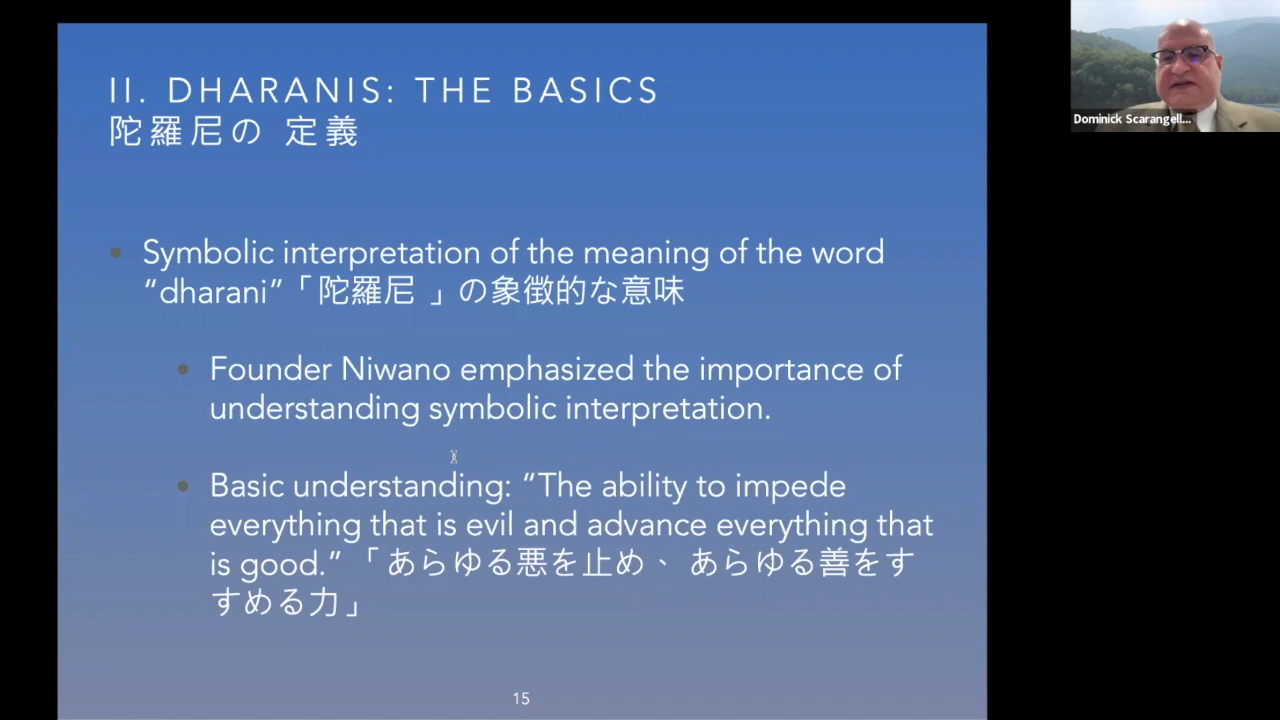 II. DHARANIS: THE BASICS
陀羅尼の 定義
Symbolic interpretation of the meaning of the word
“dharani”「陀羅尼 」の象徴的な意味
Founder Niwano emphasized the importance of
understanding symbolic interpretation.
Basic understanding: “The ability to impede
everything that is evil and advance everything that
is good.” 「あらゆる悪を止め、 あらゆる善をす
すめる力」
15
Dominick Scarangell...